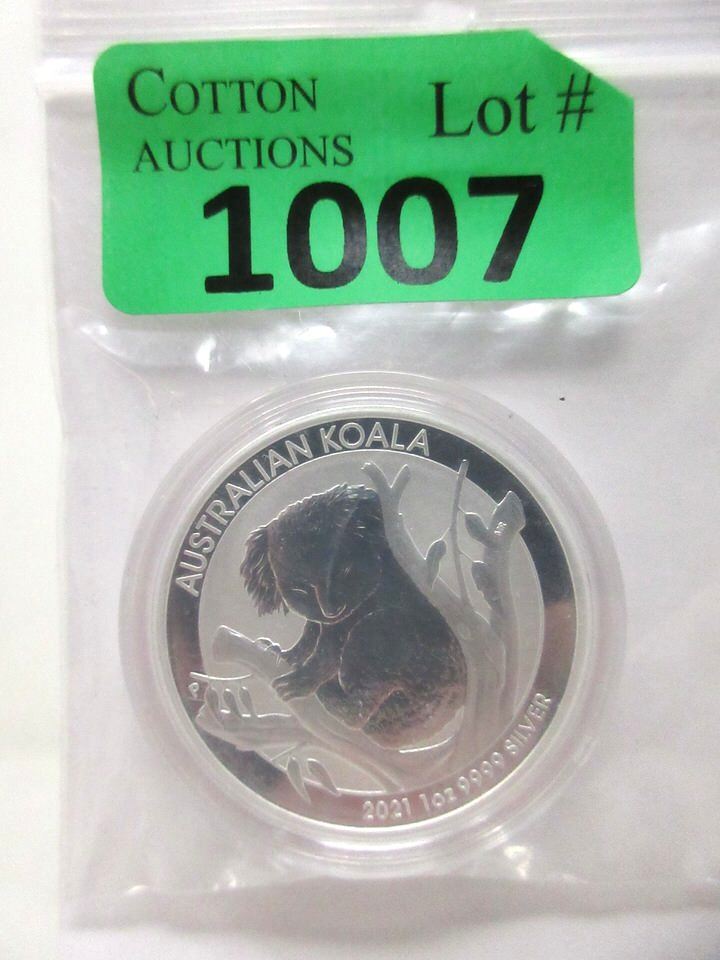 COTTON
AUCTIONS
Lot #
1007
AUSTRALIAN KOALA
P
2021 1oz 9999 SILVER